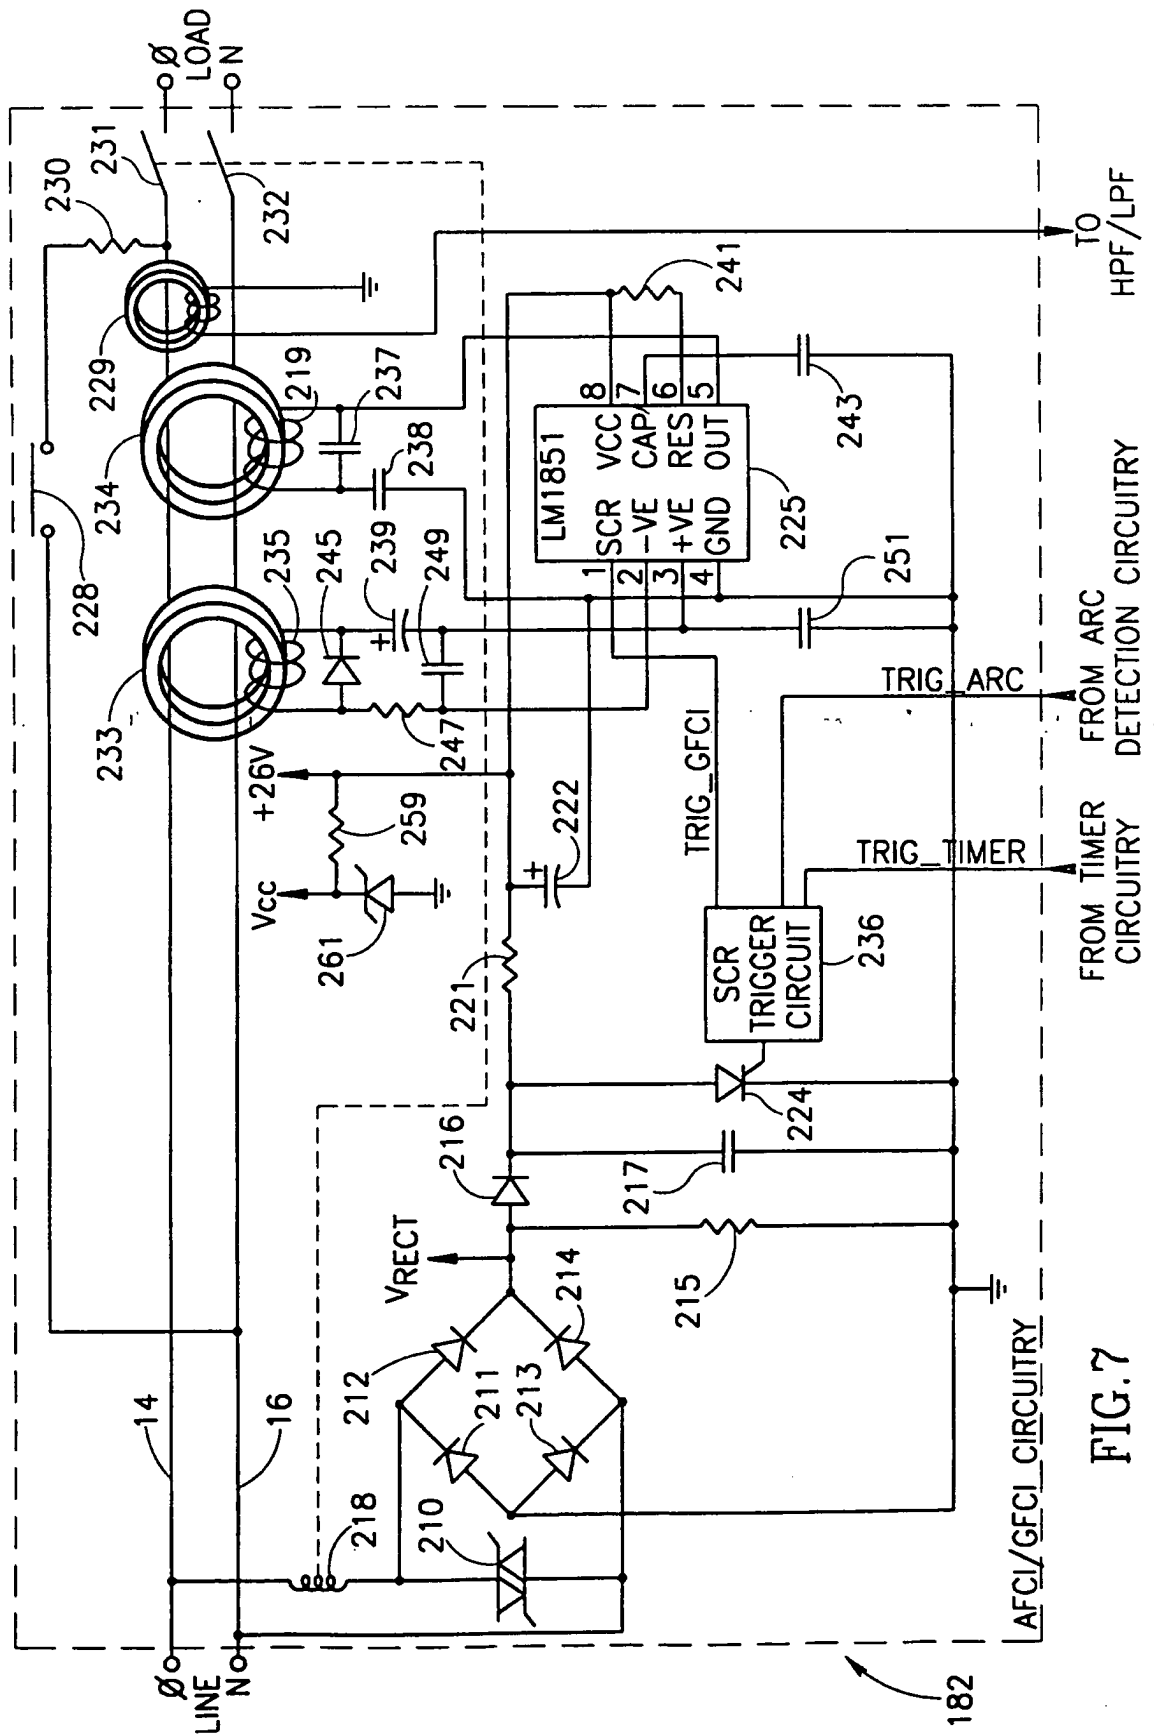 Ø
LOAD
N
230
231
232
229
234
219
237
238
228
233
235
245
239
249
247
+26V
259
Vcc
261
241
8 VCC
7 CAP
6 RES
5 OUT
LM1851
1 SCR
2 -VE
3 +VE
4 GND
225
243
251
TO
HPF/LPF
TRIG_GFCI
TRIG_ARC
FROM ARC
DETECTION CIRCUITRY
222
221
TRIG_TIMER
FROM TIMER
CIRCUITRY
SCR
TRIGGER
CIRCUIT
236
224
216
217
VRECT
215
214
212
211
213
14
16
218
210
Ø
LINE
N
AFCI/GFCI CIRCUITRY
182
FIG.7